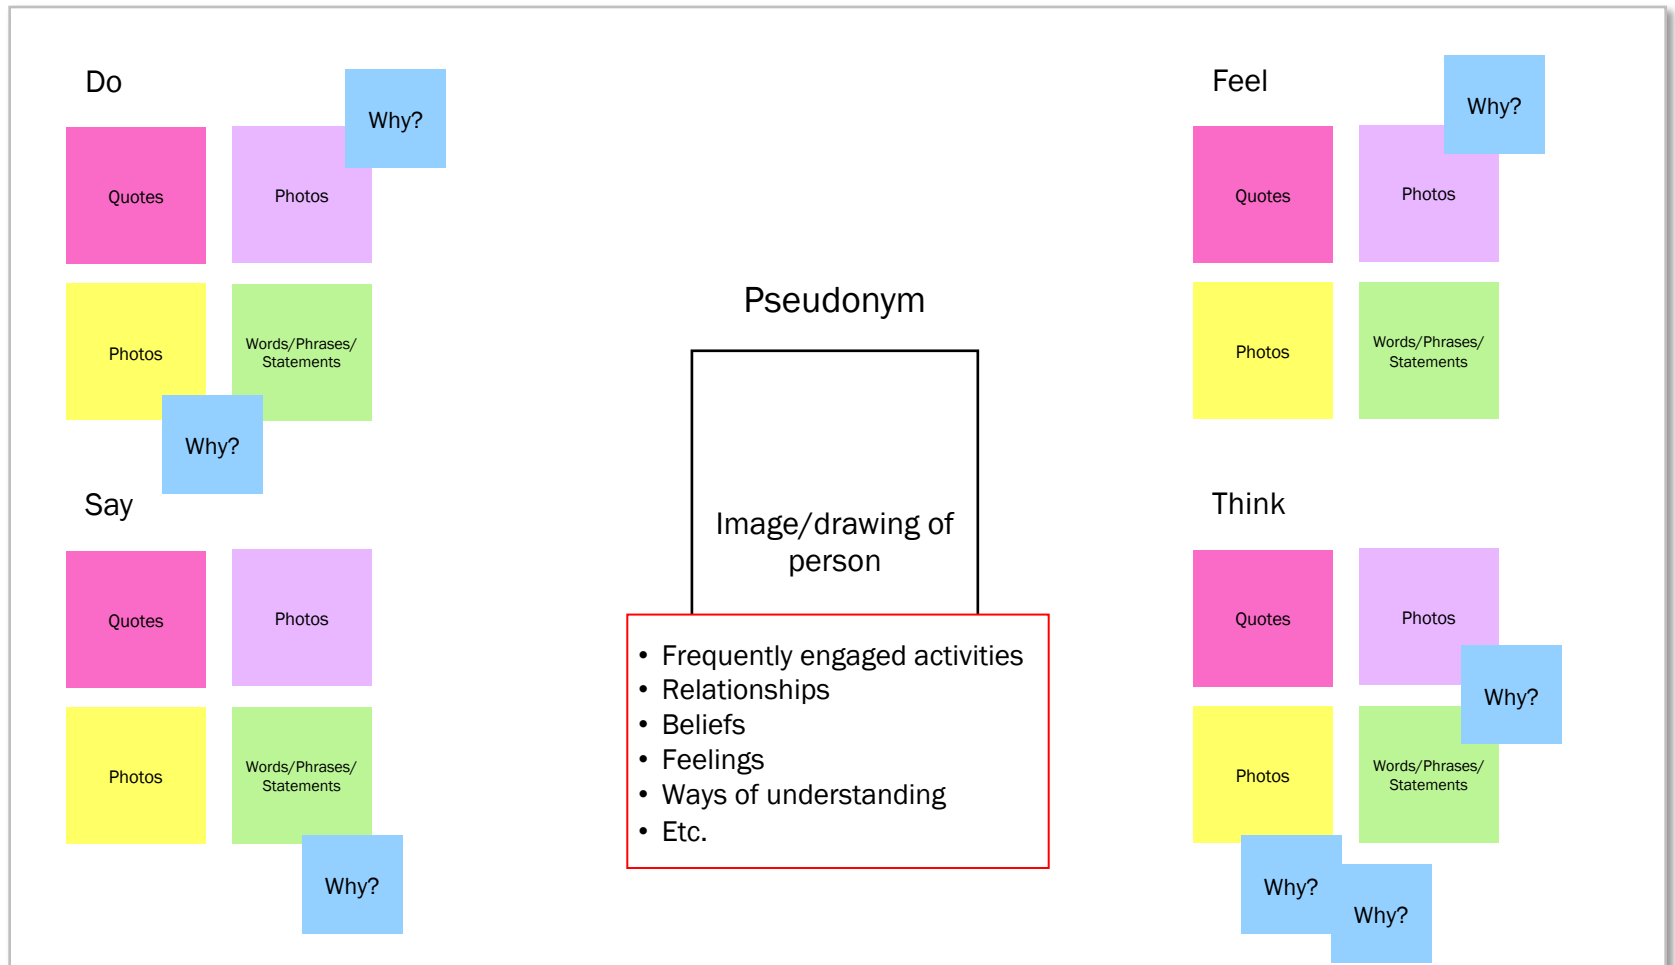 Do
Why?
Quotes
Photos
Photos
Words/Phrases/
Statements
Why?
Say
Quotes
Photos
Photos
Words/Phrases/
Statements
Why?
Pseudonym
Image/drawing of
person
• Frequently engaged activities
• Relationships
• Beliefs
• Feelings
• Ways of understanding
• Etc.
Feel
Why?
Quotes
Photos
Photos
Words/Phrases/
Statements
Think
Quotes
Photos
Why?
Photos
Words/Phrases/
Statements
Why?
Why?